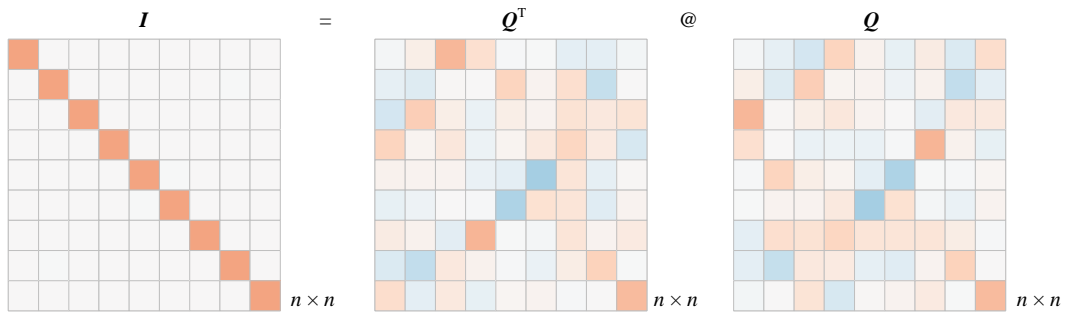 I = Qᵀ @ Q
n × n n × n n × n